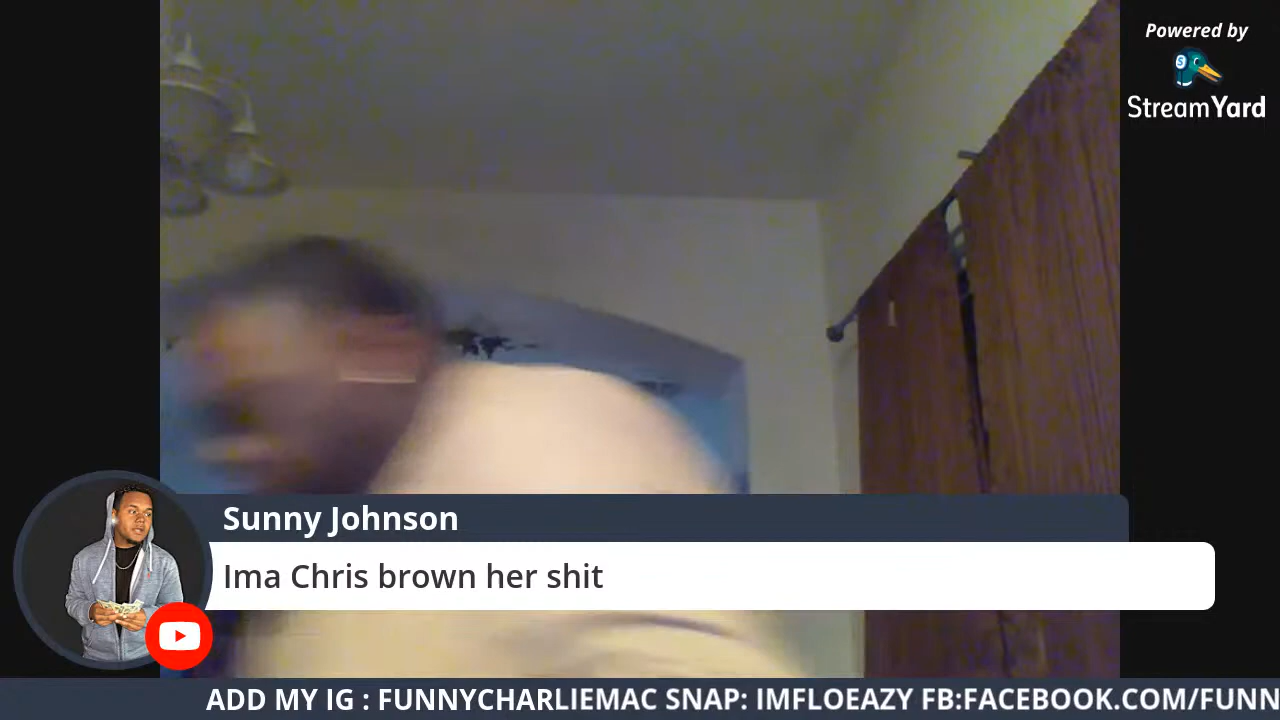 Powered by
StreamYard
Sunny Johnson
Ima Chris brown her shit
ADD MY IG : FUNNYCHARLIEMAC SNAP: IMFLOEAZY FB:FACEBOOK.COM/FUNN